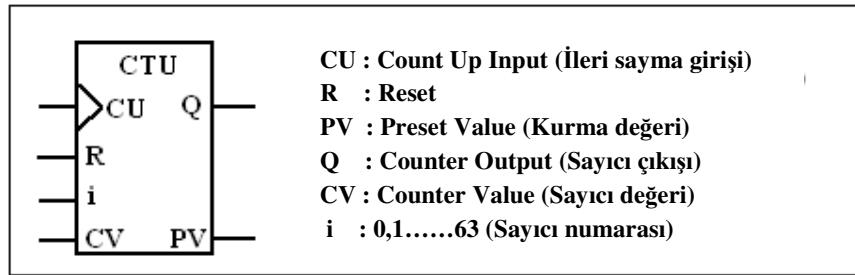 CTU
CU Q
R
i
CV PV
CU : Count Up Input (İleri sayma girişi)
R : Reset
PV : Preset Value (Kurma değeri)
Q : Counter Output (Sayıcı çıkışı)
CV : Counter Value (Sayıcı değeri)
i : 0,1……63 (Sayıcı numarası)